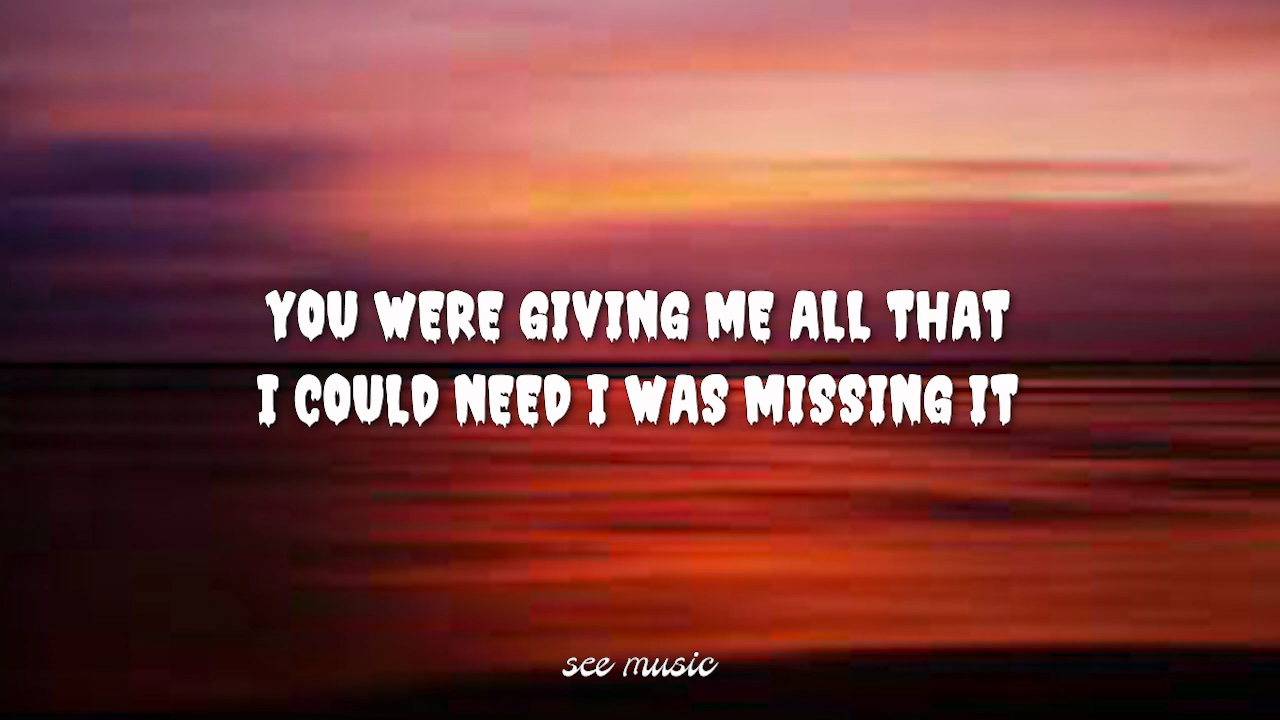 YOU WERE GIVING ME ALL THAT
I COULD NEED I WAS MISSING IT
see music